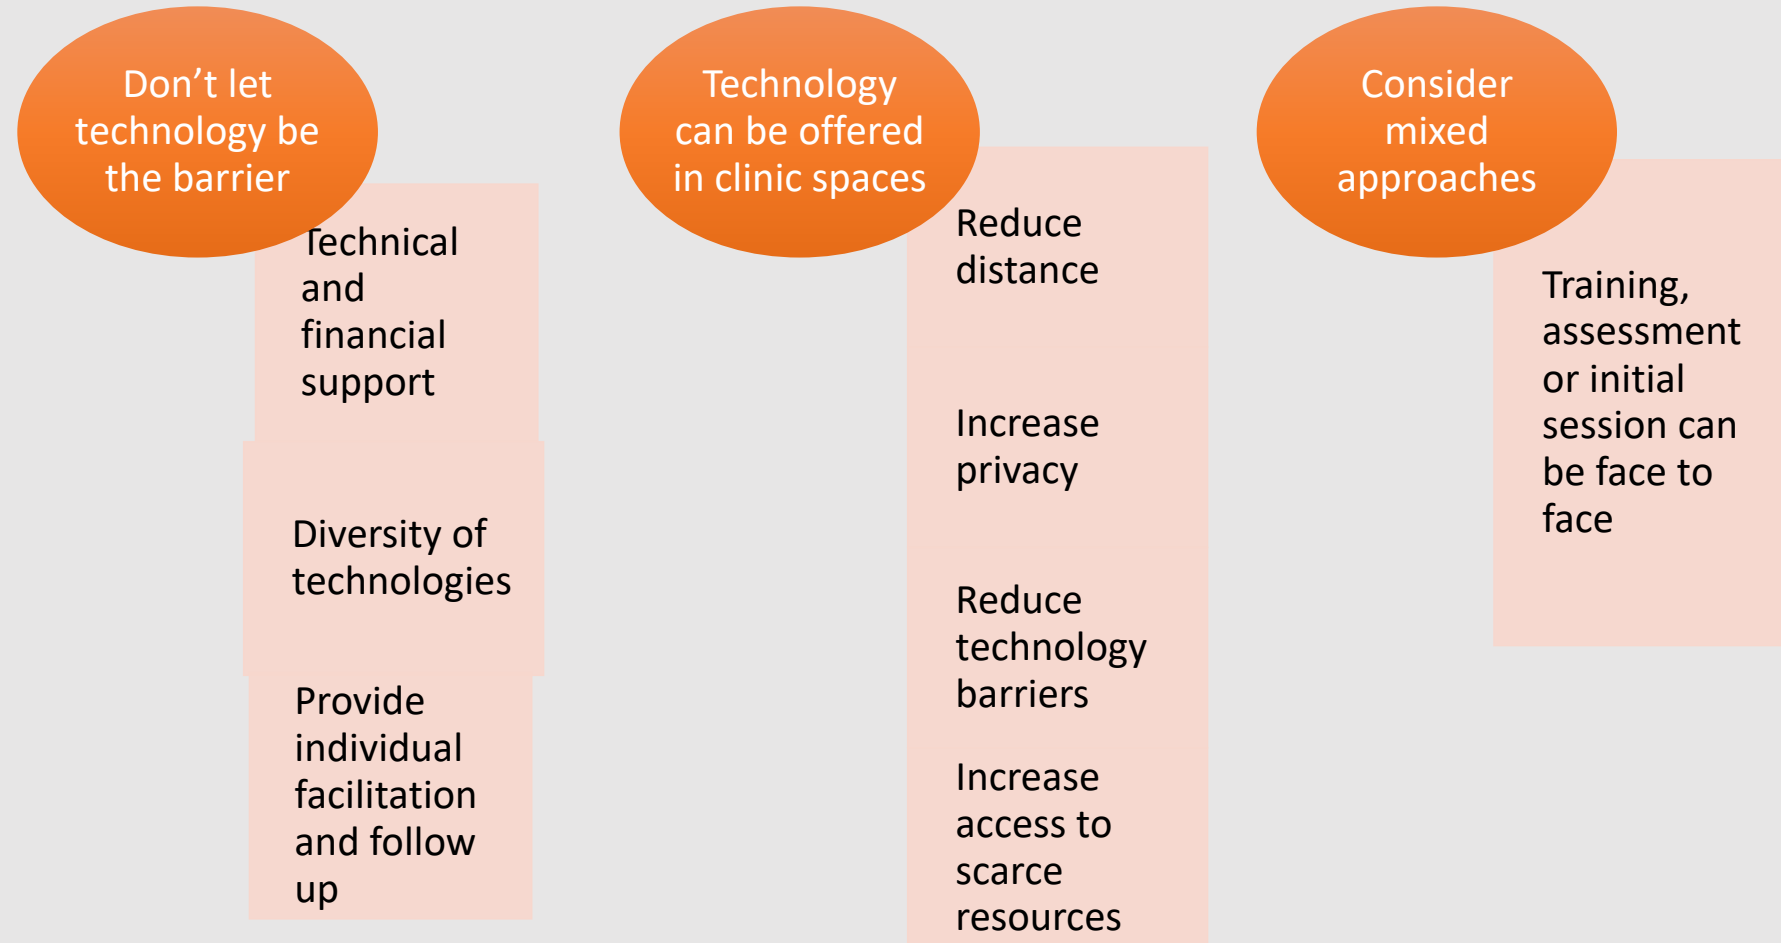 Don’t let
technology be
the barrier
Technical
and
financial
support
Diversity of
technologies
Provide
individual
facilitation
and follow
up
Technology
can be offered
in clinic spaces
Reduce
distance
Increase
privacy
Reduce
technology
barriers
Increase
access to
scarce
resources
Consider
mixed
approaches
Training,
assessment
or initial
session can
be face to
face